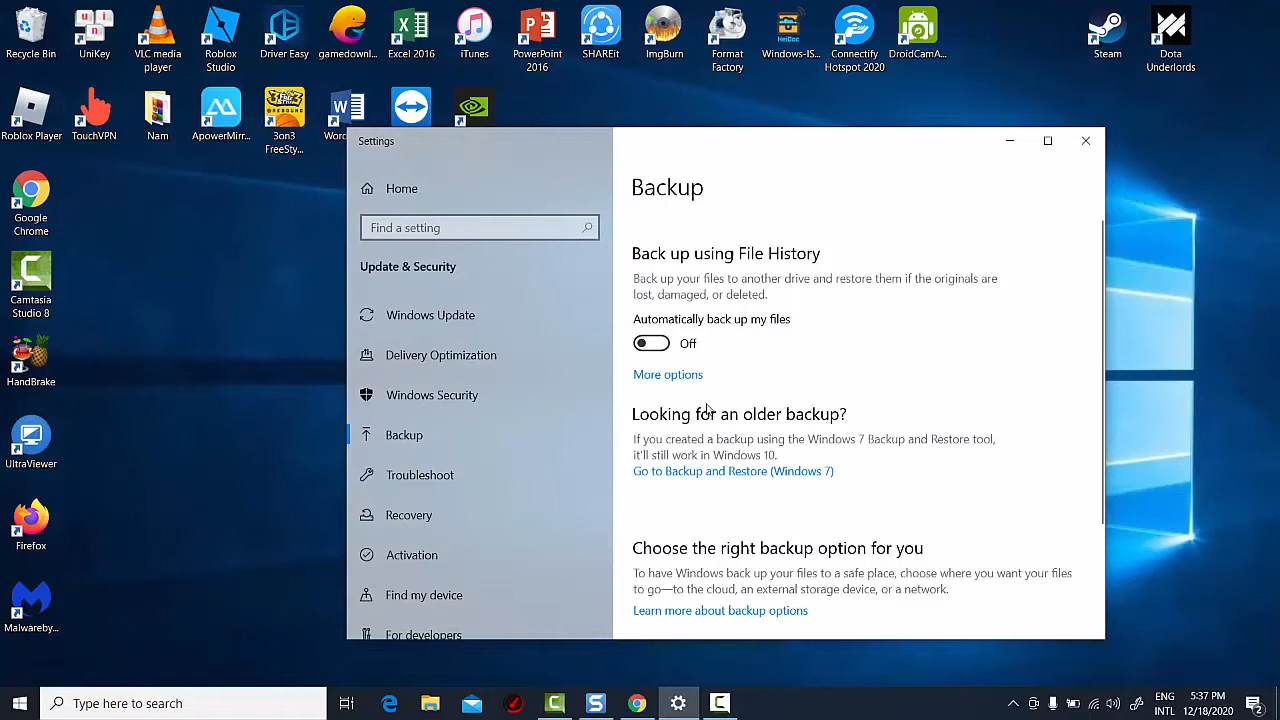 Recycle Bin
UniKey
VLC media
player
Roblox
Studio
Driver Easy
gamedownl...
Excel 2016
iTunes
PowerPoint
2016
SHAREit
ImgBurn
Format
Factory
Windows-IS...
Connectify
Hotspot 2020
DroidCamA...
Steam
Dota
Underlords
Roblox Player
TouchVPN
Nam
ApowerMirr...
3on3
FreeSty...
Google
Chrome
Camtasia
Studio 8
HandBrake
UltraViewer
Firefox
Malwareby...
Settings
Home
Find a setting
Update & Security
Windows Update
Delivery Optimization
Windows Security
Backup
Troubleshoot
Recovery
Activation
Find my device
For developers
Backup
Back up using File History
Back up your files to another drive and restore them if the originals are
lost, damaged, or deleted.
Automatically back up my files
Off
More options
Looking for an older backup?
If you created a backup using the Windows 7 Backup and Restore tool,
it'll still work in Windows 10.
Go to Backup and Restore (Windows 7)
Choose the right backup option for you
To have Windows back up your files to a safe place, choose where you want your files
to go—to the cloud, an external storage device, or a network.
Learn more about backup options
Type here to search
ENG
INTL
5:37 PM
12/18/2020
2